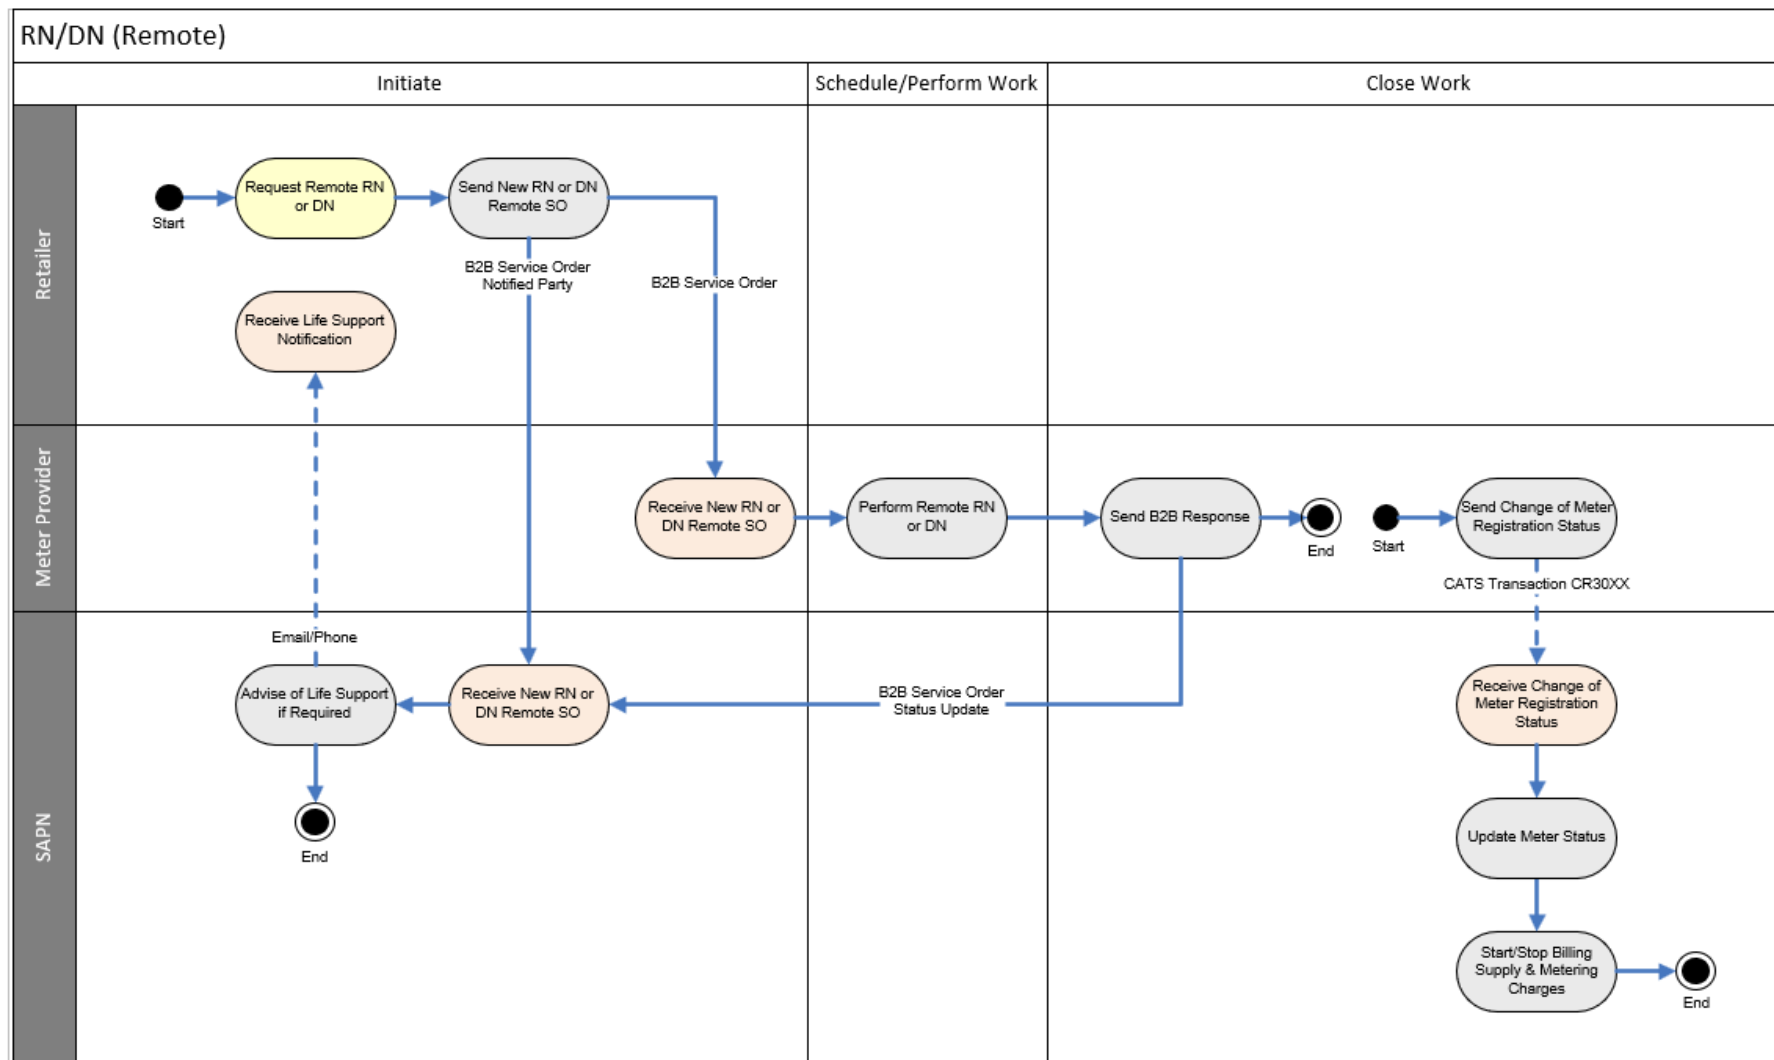 RN/DN (Remote)
Initiate
Schedule/Perform Work
Close Work
Retailer
Start
Request Remote RN
or DN
Send New RN or DN
Remote SO
B2B Service Order
Notified Party
B2B Service Order
Receive Life Support
Notification
Meter Provider
Receive New RN or
DN Remote SO
Perform Remote RN
or DN
Send B2B Response
End
Start
Send Change of Meter
Registration Status
CATS Transaction CR30XX
SAPN
Email/Phone
Advise of Life Support
if Required
Receive New RN or
DN Remote SO
B2B Service Order
Status Update
Receive Change of
Meter Registration
Status
End
Update Meter Status
Start/Stop Billing
Supply & Metering
Charges
End